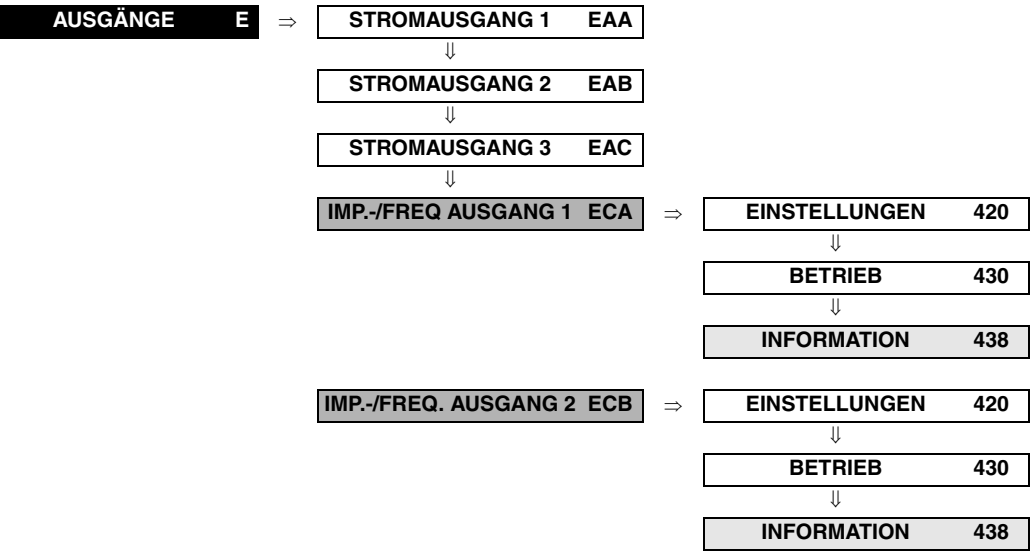 AUSGÄNGE E ⇒ STROMAUSGANG 1 EAA
⇓
STROMAUSGANG 2 EAB
⇓
STROMAUSGANG 3 EAC
⇓
IMP.-/FREQ AUSGANG 1 ECA ⇒ EINSTELLUNGEN 420
⇓
BETRIEB 430
⇓
INFORMATION 438
IMP.-/FREQ. AUSGANG 2 ECB ⇒ EINSTELLUNGEN 420
⇓
BETRIEB 430
⇓
INFORMATION 438